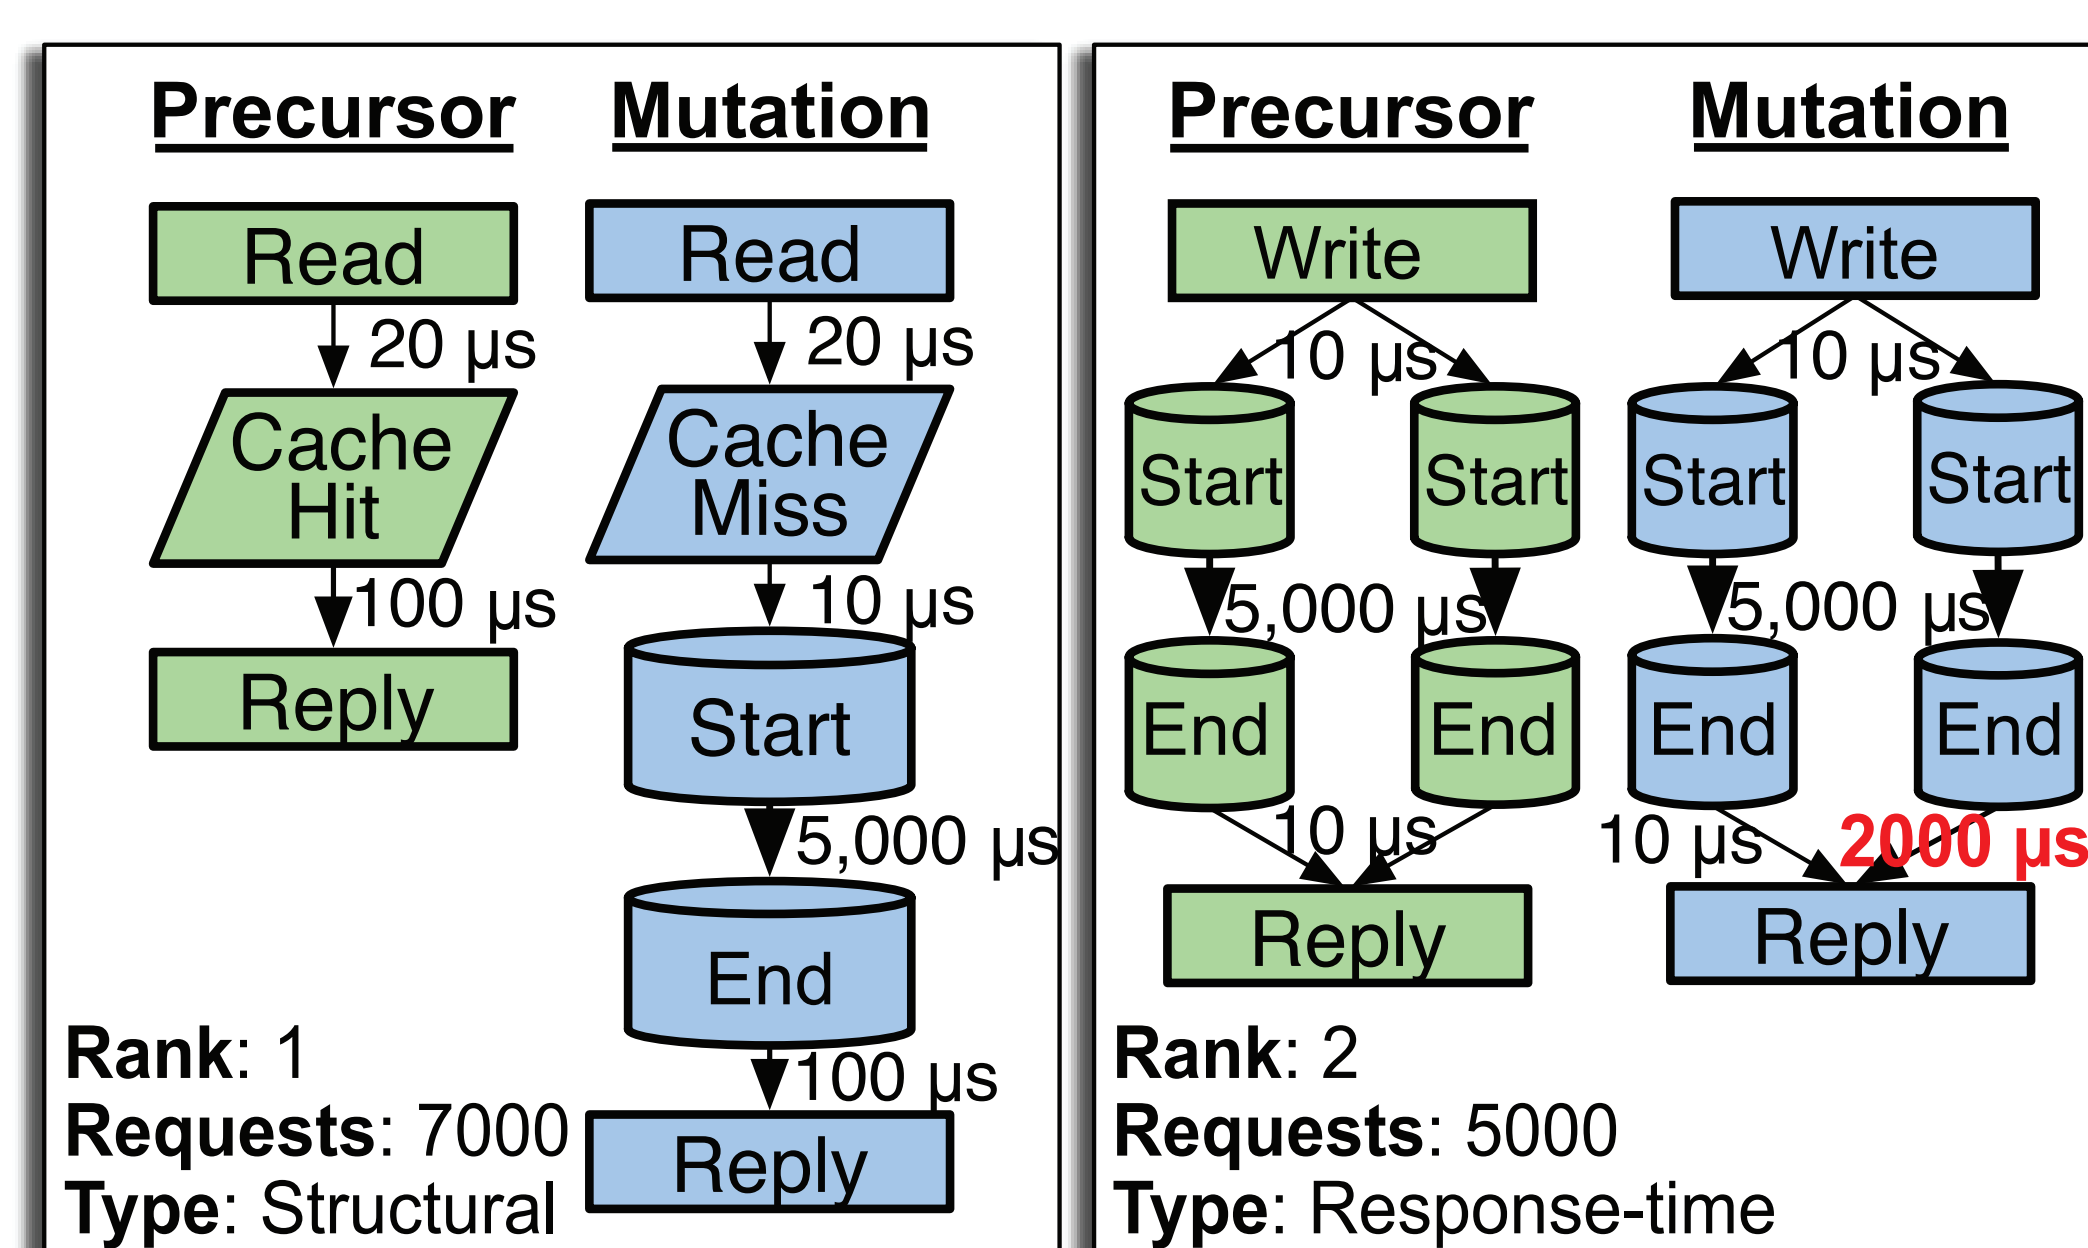 Precursor
Mutation
Read
20 µs
Cache
Hit
100 µs
Reply
Read
20 µs
Cache
Miss
10 µs
Start
5,000 µs
End
100 µs
Reply
Rank: 1
Requests: 7000
Type: Structural
Precursor
Mutation
Write
10 µs
Start
Start
5,000 µs
End
End
10 µs
Reply
Write
10 µs
Start
Start
5,000 µs
End
End
10 µs
2000 µs
Reply
Rank: 2
Requests: 5000
Type: Response-time